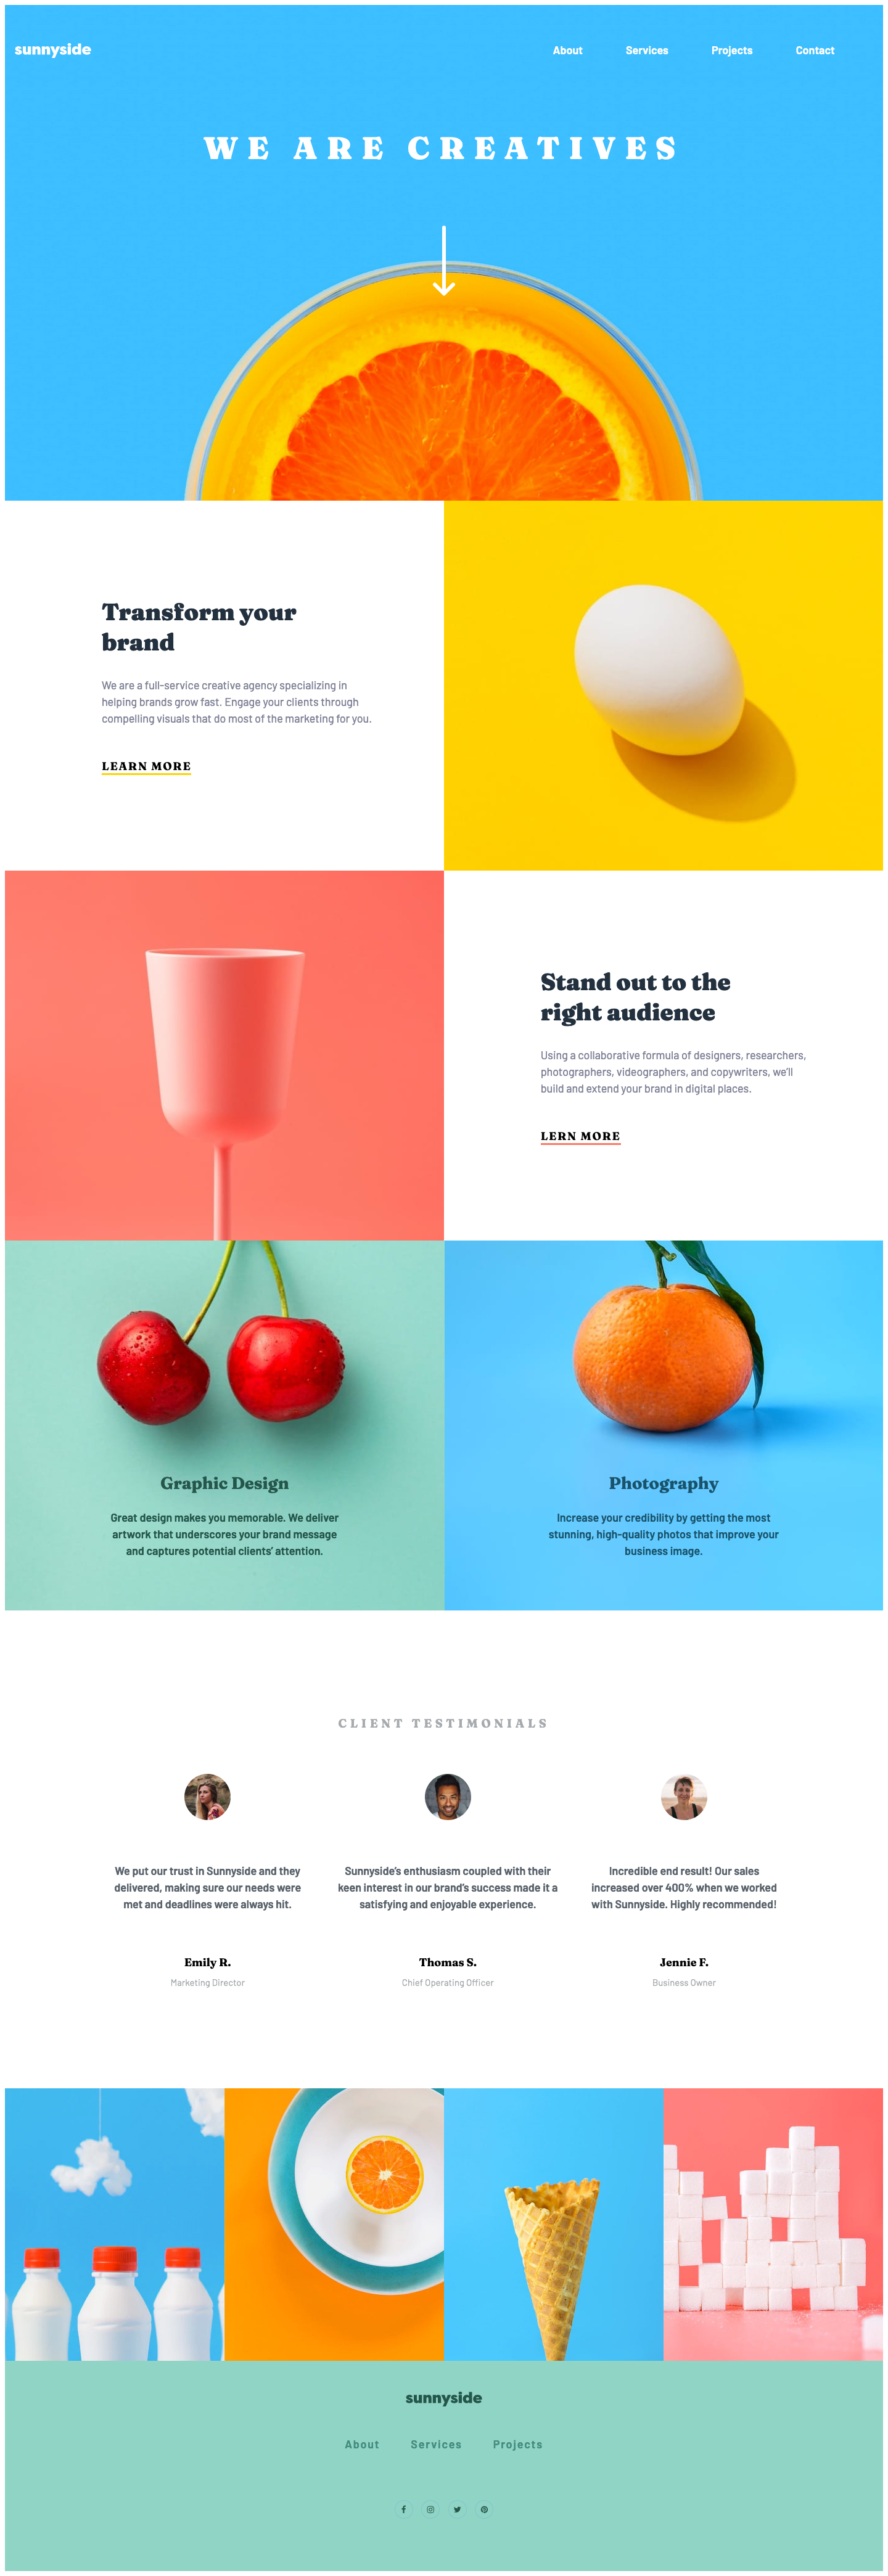 sunnyside
About Services Projects Contact
WE ARE CREATIVES
Transform your
brand
We are a full-service creative agency specializing in
helping brands grow fast. Engage your clients through
compelling visuals that do most of the marketing for you.
LEARN MORE
Stand out to the
right audience
Using a collaborative formula of designers, researchers,
photographers, videographers, and copywriters, we'll
build and extend your brand in digital places.
LERN MORE
Graphic Design
Great design makes you memorable. We deliver
artwork that underscores your brand message
and captures potential clients' attention.
Photography
Increase your credibility by getting the most
stunning, high-quality photos that improve your
business image.
CLIENT TESTIMONIALS
We put our trust in Sunnyside and they
delivered, making sure our needs were
met and deadlines were always hit.
Emily R.
Marketing Director
Sunnyside's enthusiasm coupled with their
keen interest in our brand's success made it a
satisfying and enjoyable experience.
Thomas S.
Chief Operating Officer
Incredible end result! Our sales
increased over 400% when we worked
with Sunnyside. Highly recommended!
Jennie F.
Business Owner
sunnyside
About Services Projects